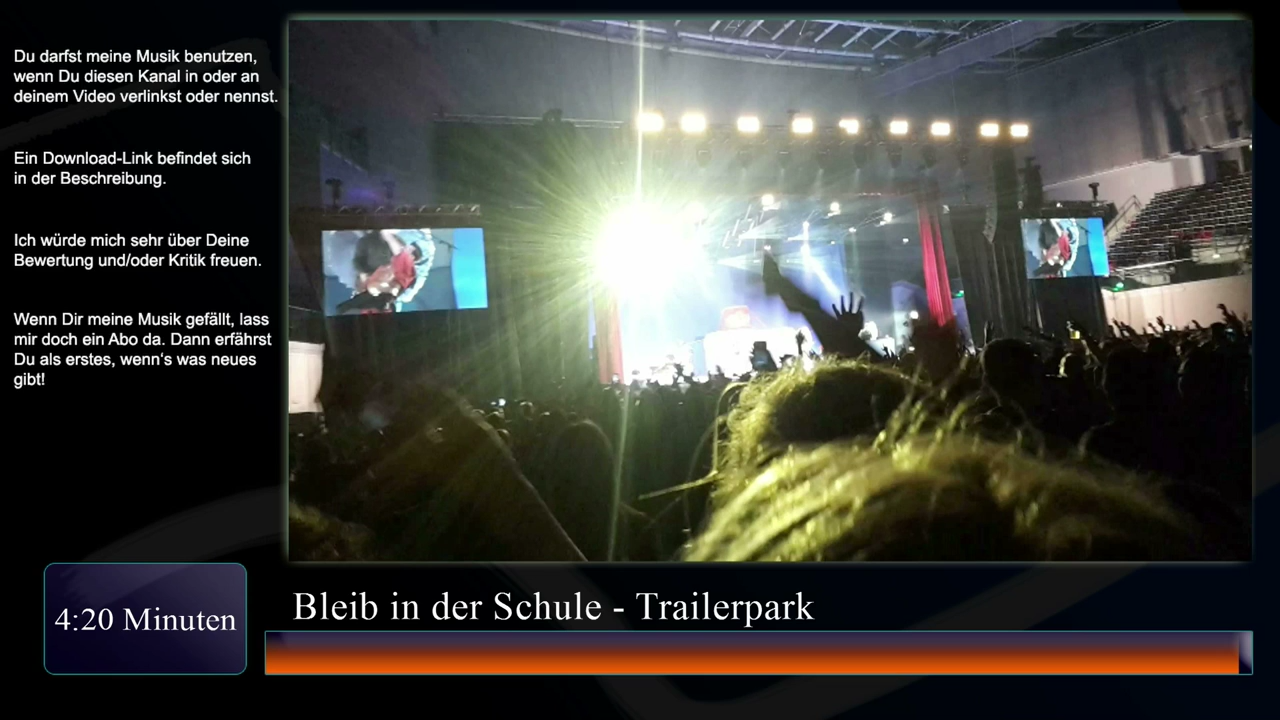 Du darfst meine Musik benutzen,
wenn Du diesen Kanal in oder an
deinem Video verlinkst oder nennst.
Ein Download-Link befindet sich
in der Beschreibung.
Ich würde mich sehr über Deine
Bewertung und/oder Kritik freuen.
Wenn Dir meine Musik gefällt, lass
mir doch ein Abo da. Dann erfährst
Du als erstes, wenn's was neues
gibt!
4:20 Minuten
Bleib in der Schule - Trailerpark